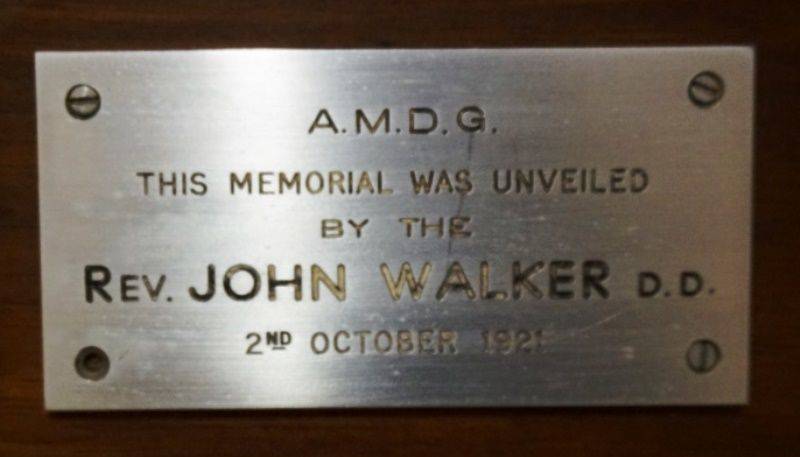 A.M.D.G.
THIS MEMORIAL WAS UNVEILED
BY THE
REV. JOHN WALKER D.D.
2ND OCTOBER 1921